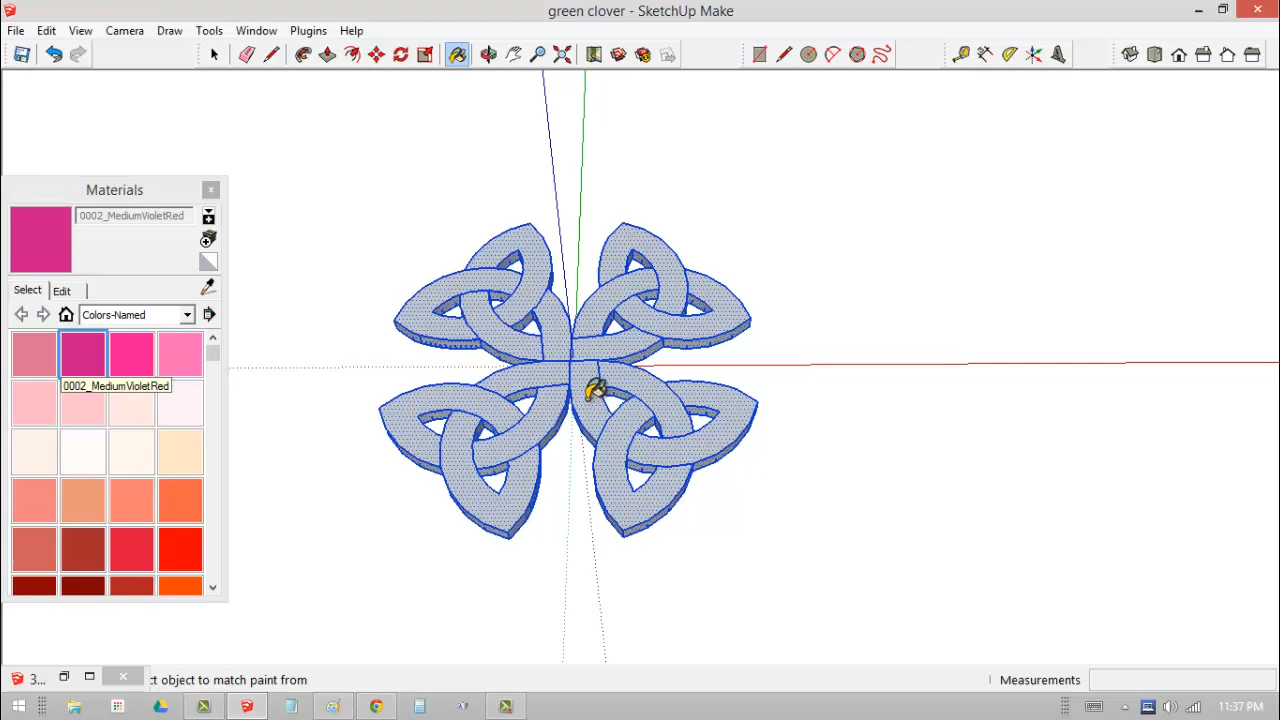 green clover - SketchUp Make
File Edit View Camera Draw Tools Window Plugins Help
Materials
0002_MediumVioletRed
Select Edit
Colors-Named
0002_MediumVioletRed
3... ct object to match paint from
Measurements
11:37 PM